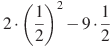 2 · (1/2)² − 9 · 1/2